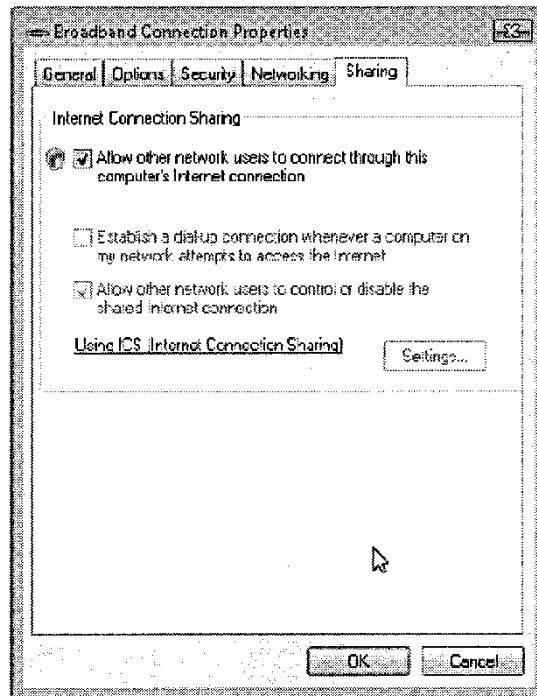 Broadband Connection Properties
General Options Security Networking Sharing
Internet Connection Sharing
Allow other network users to connect through this
computer's Internet connection
Establish a dial-up connection whenever a computer on
my network attempts to access the Internet
Allow other network users to control or disable the
shared Internet connection
Using ICS (Internet Connection Sharing)
Settings...
OK Cancel